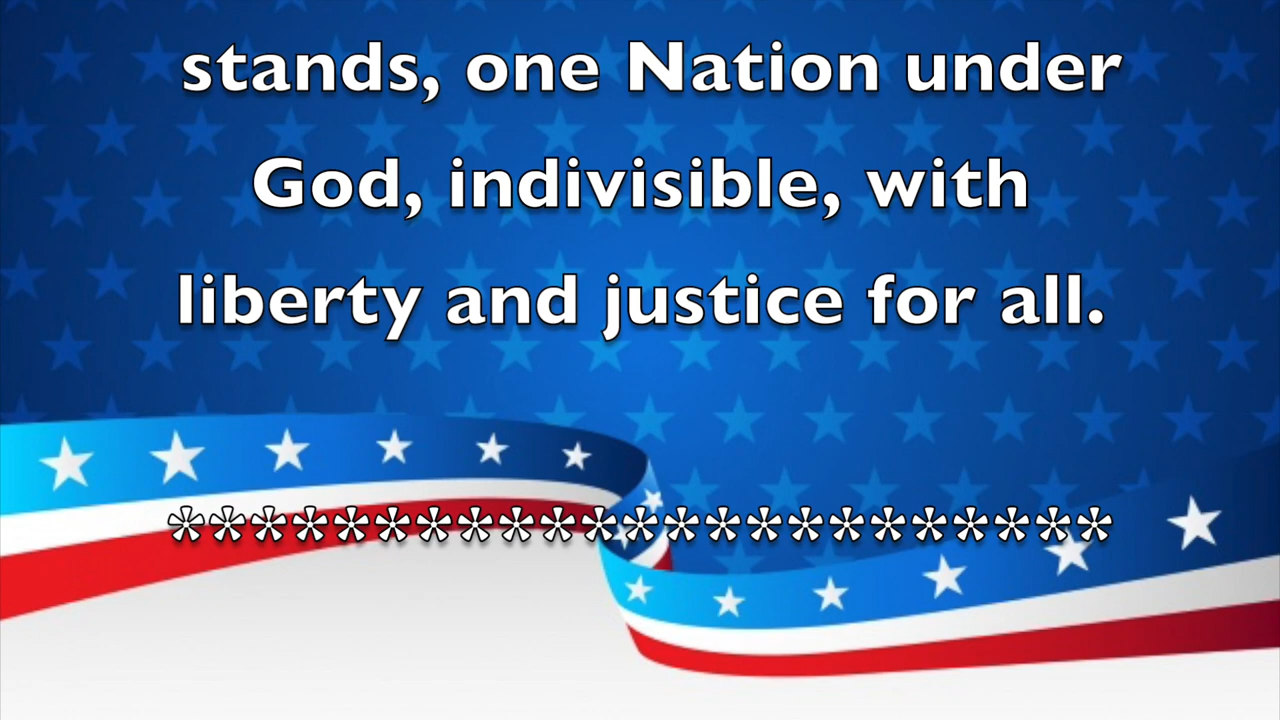 stands, one Nation under
God, indivisible, with
liberty and justice for all.
***********************